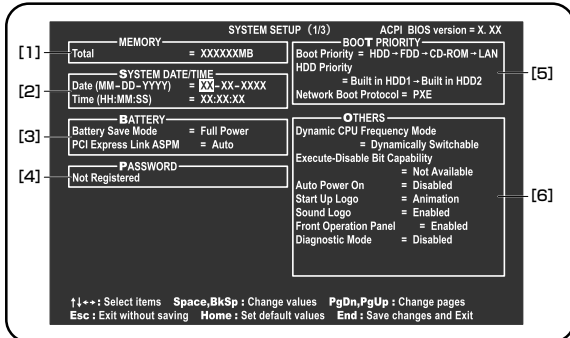 SYSTEM SETUP (1/3) ACPI BIOS version = X. XX
[1]
MEMORY
Total = XXXXXXMB
[2]
SYSTEM DATE/TIME
Date (MM-DD-YYYY) = XX-XX-XXXX
Time (HH:MM:SS) = XX:XX:XX
[3]
BATTERY
Battery Save Mode = Full Power
PCI Express Link ASPM = Auto
[4]
PASSWORD
Not Registered
BOOT PRIORITY
Boot Priority = HDD→FDD→CD-ROM→LAN
HDD Priority
= Built in HDD1→Built in HDD2
Network Boot Protocol = PXE
[5]
OTHERS
Dynamic CPU Frequency Mode
= Dynamically Switchable
Execute-Disable Bit Capability
= Not Available
Auto Power On = Disabled
Start Up Logo = Animation
Sound Logo = Enabled
Front Operation Panel = Enabled
Diagnostic Mode = Disabled
[6]
↑↓←→ : Select items Space,BkSp : Change values PgDn,PgUp : Change pages
Esc : Exit without saving Home : Set default values End : Save changes and Exit